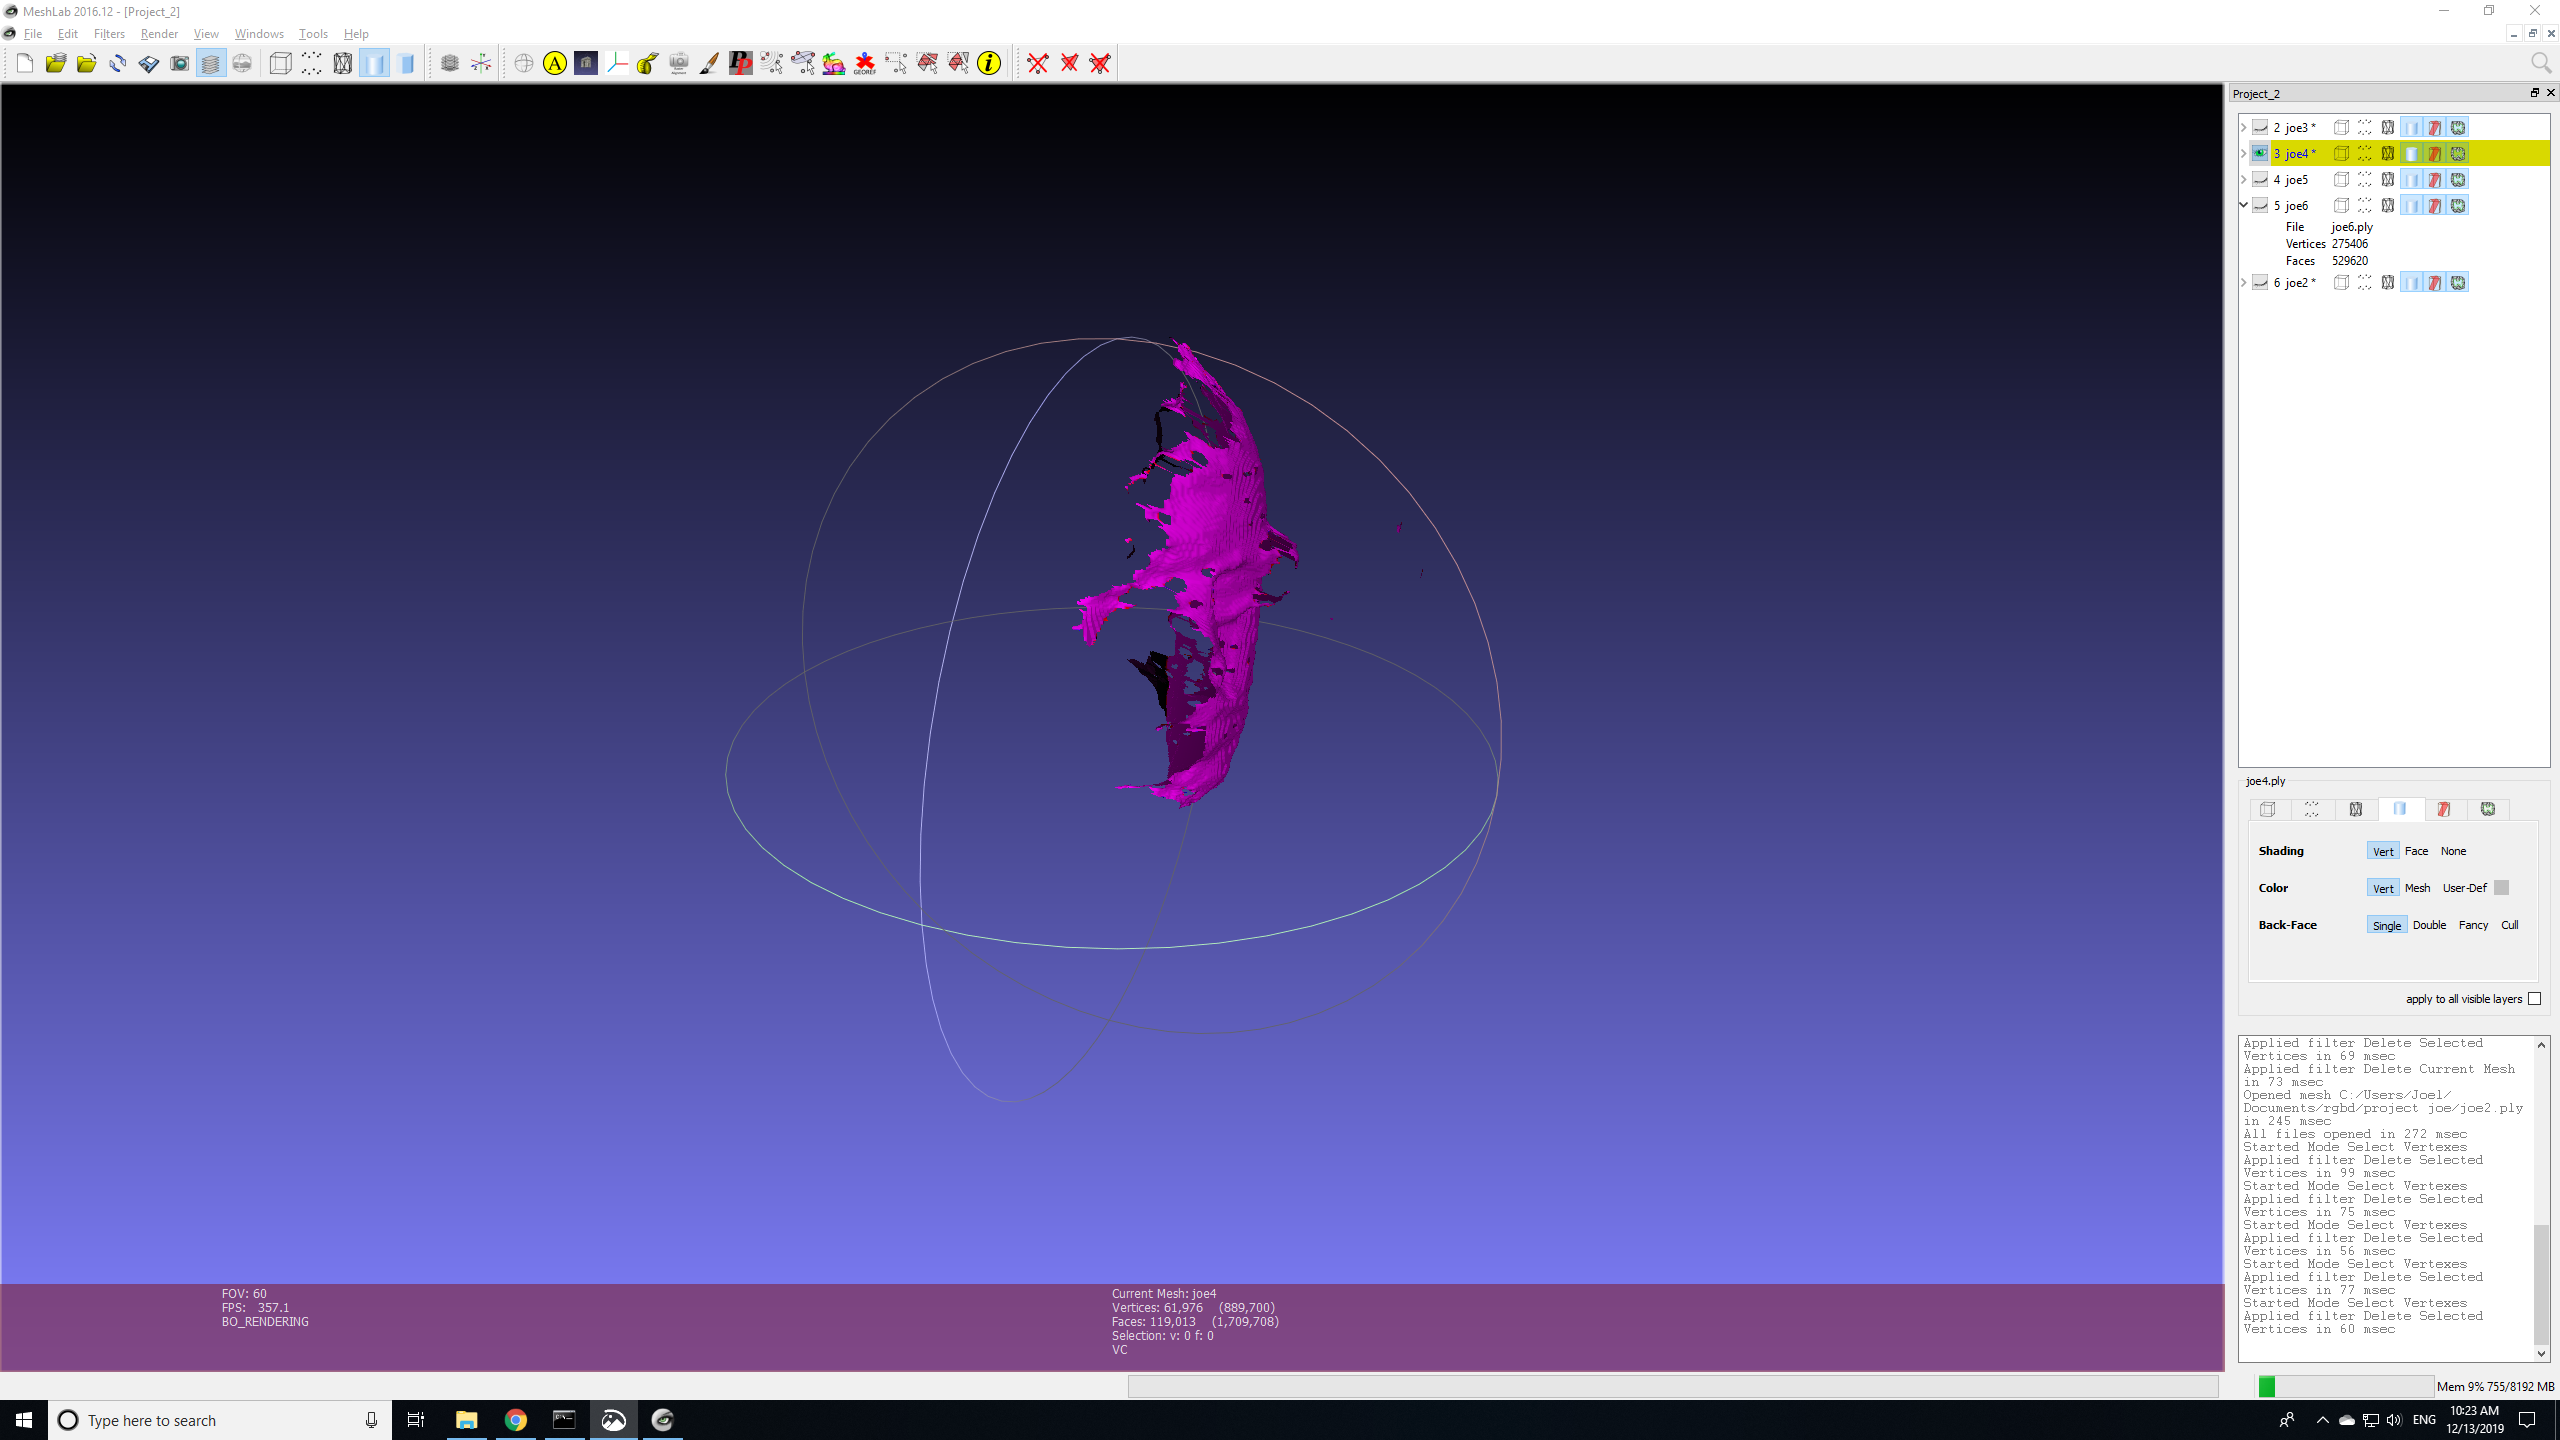 MeshLab 2016.12 - [Project_2]
File Edit Filters Render View Windows Tools Help
A
PP
GEOREF
i
Project_2
2 joe3 *
3 joe4 *
4 joe5
5 joe6
File joe6.ply
Vertices 275406
Faces 529620
6 joe2 *
joe4.ply
Shading Vert Face None
Color Vert Mesh User-Def
Back-Face Single Double Fancy Cull
apply to all visible layers
Applied filter Delete Selected
Vertices in 69 msec
Applied filter Delete Current Mesh
in 73 msec
Opened mesh C:/Users/Joel/
Documents/rgbd/project joe/joe2.ply
in 245 msec
All files opened in 272 msec
Started Mode Select Vertexes
Applied filter Delete Selected
Vertices in 99 msec
Started Mode Select Vertexes
Applied filter Delete Selected
Vertices in 75 msec
Started Mode Select Vertexes
Applied filter Delete Selected
Vertices in 56 msec
Started Mode Select Vertexes
Applied filter Delete Selected
Vertices in 77 msec
Started Mode Select Vertexes
Applied filter Delete Selected
Vertices in 60 msec
FOV: 60
FPS: 357.1
BO_RENDERING
Current Mesh: joe4
Vertices: 61,976 (889,700)
Faces: 119,013 (1,709,708)
Selection: v: 0 f: 0
VC
Mem 9% 755/8192 MB
Type here to search
ENG
10:23 AM
12/13/2019